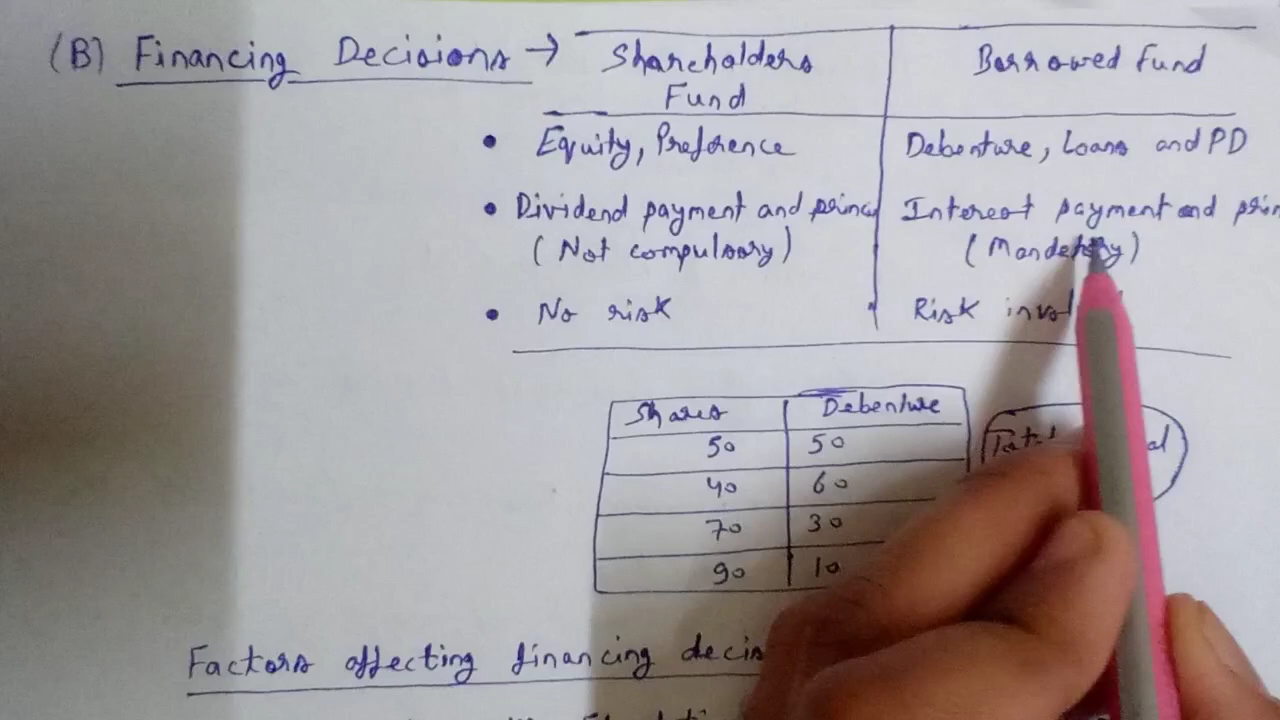 (B) Financing Decisions → Shareholders Fund | Borrowed Fund
• Equity, Preference | Debenture, Loans and PD
• Dividend payment and princ | Interest payment and prin
(Not compulsory) | (Mandetory)
• No risk | Risk invol
Shares | Debenture
50 | 50
40 | 60
70 | 30
90 | 10
Factors affecting financing decis